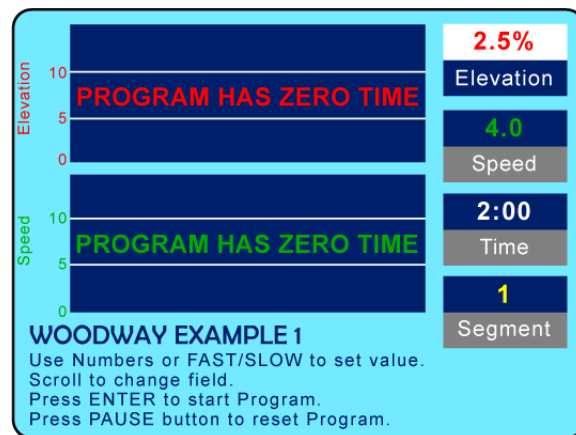 Elevation
10
5
0
PROGRAM HAS ZERO TIME
Speed
10
5
0
PROGRAM HAS ZERO TIME
2.5%
Elevation
4.0
Speed
2:00
Time
1
Segment
WOODWAY EXAMPLE 1
Use Numbers or FAST/SLOW to set value.
Scroll to change field.
Press ENTER to start Program.
Press PAUSE button to reset Program.